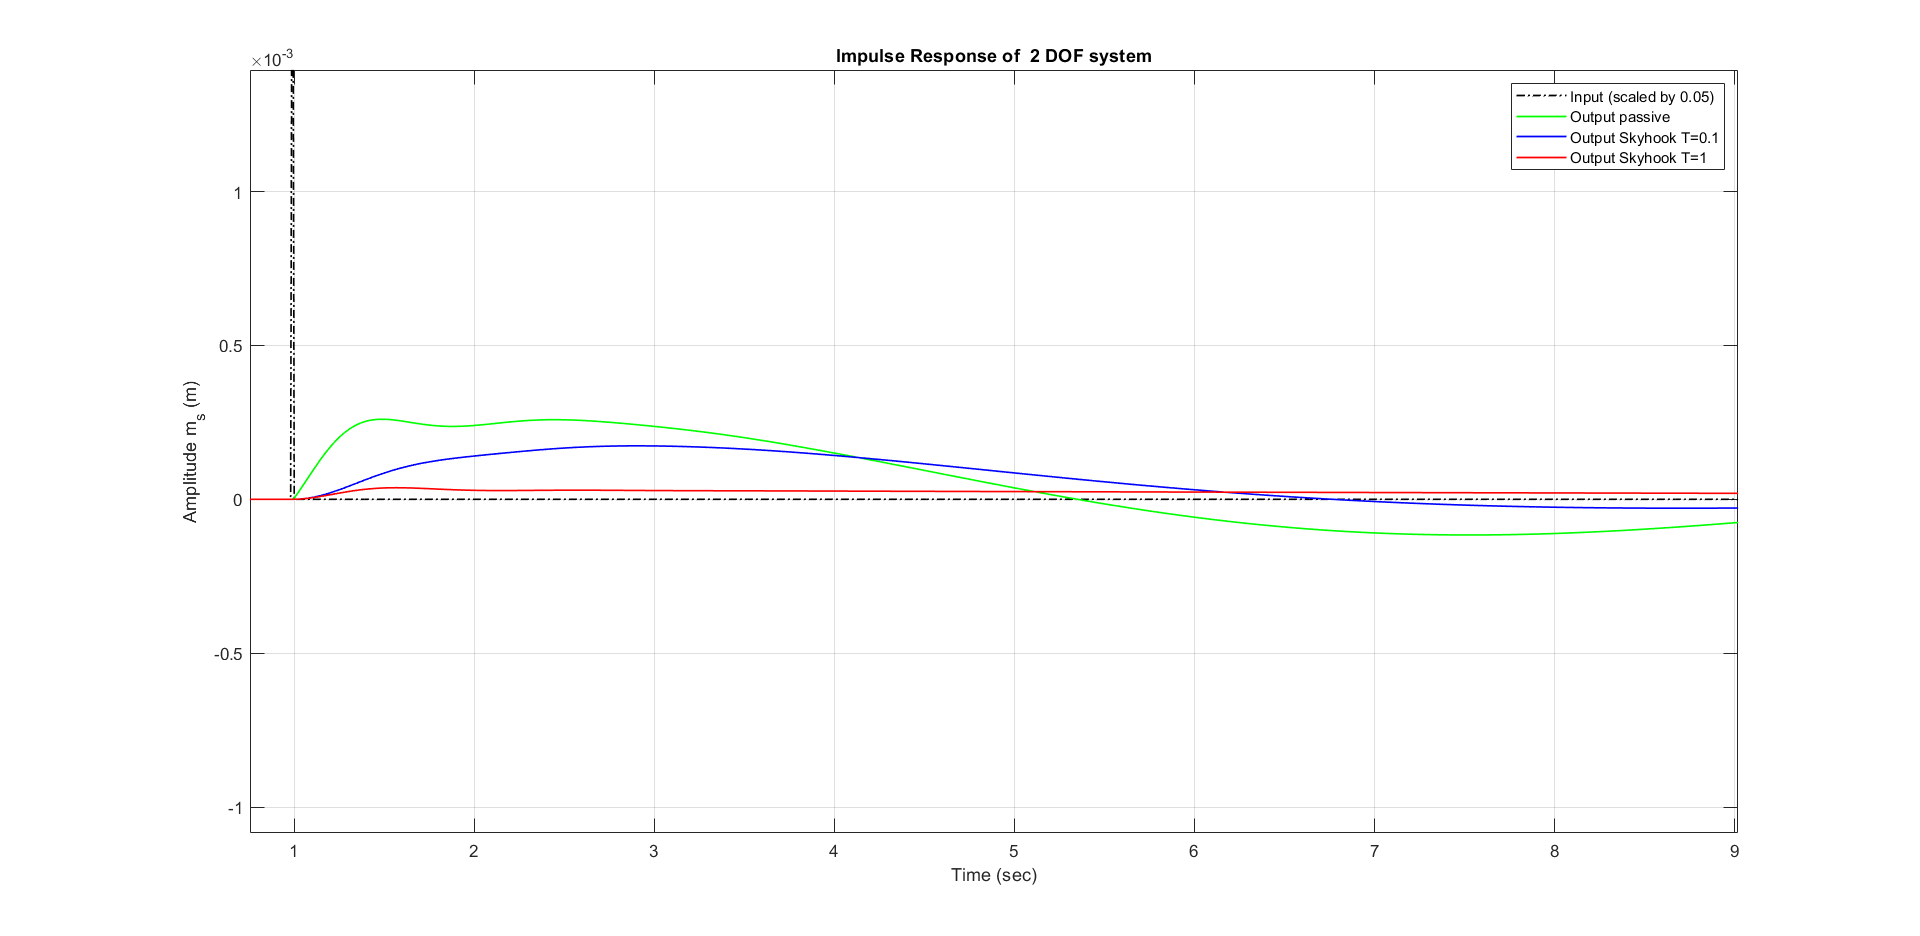 Impulse Response of  2 DOF system
×10⁻³
Input (scaled by 0.05)
Output passive
Output Skyhook T=0.1
Output Skyhook T=1
1
0.5
0
-0.5
-1
Amplitude mₛ (m)
1 2 3 4 5 6 7 8 9
Time (sec)